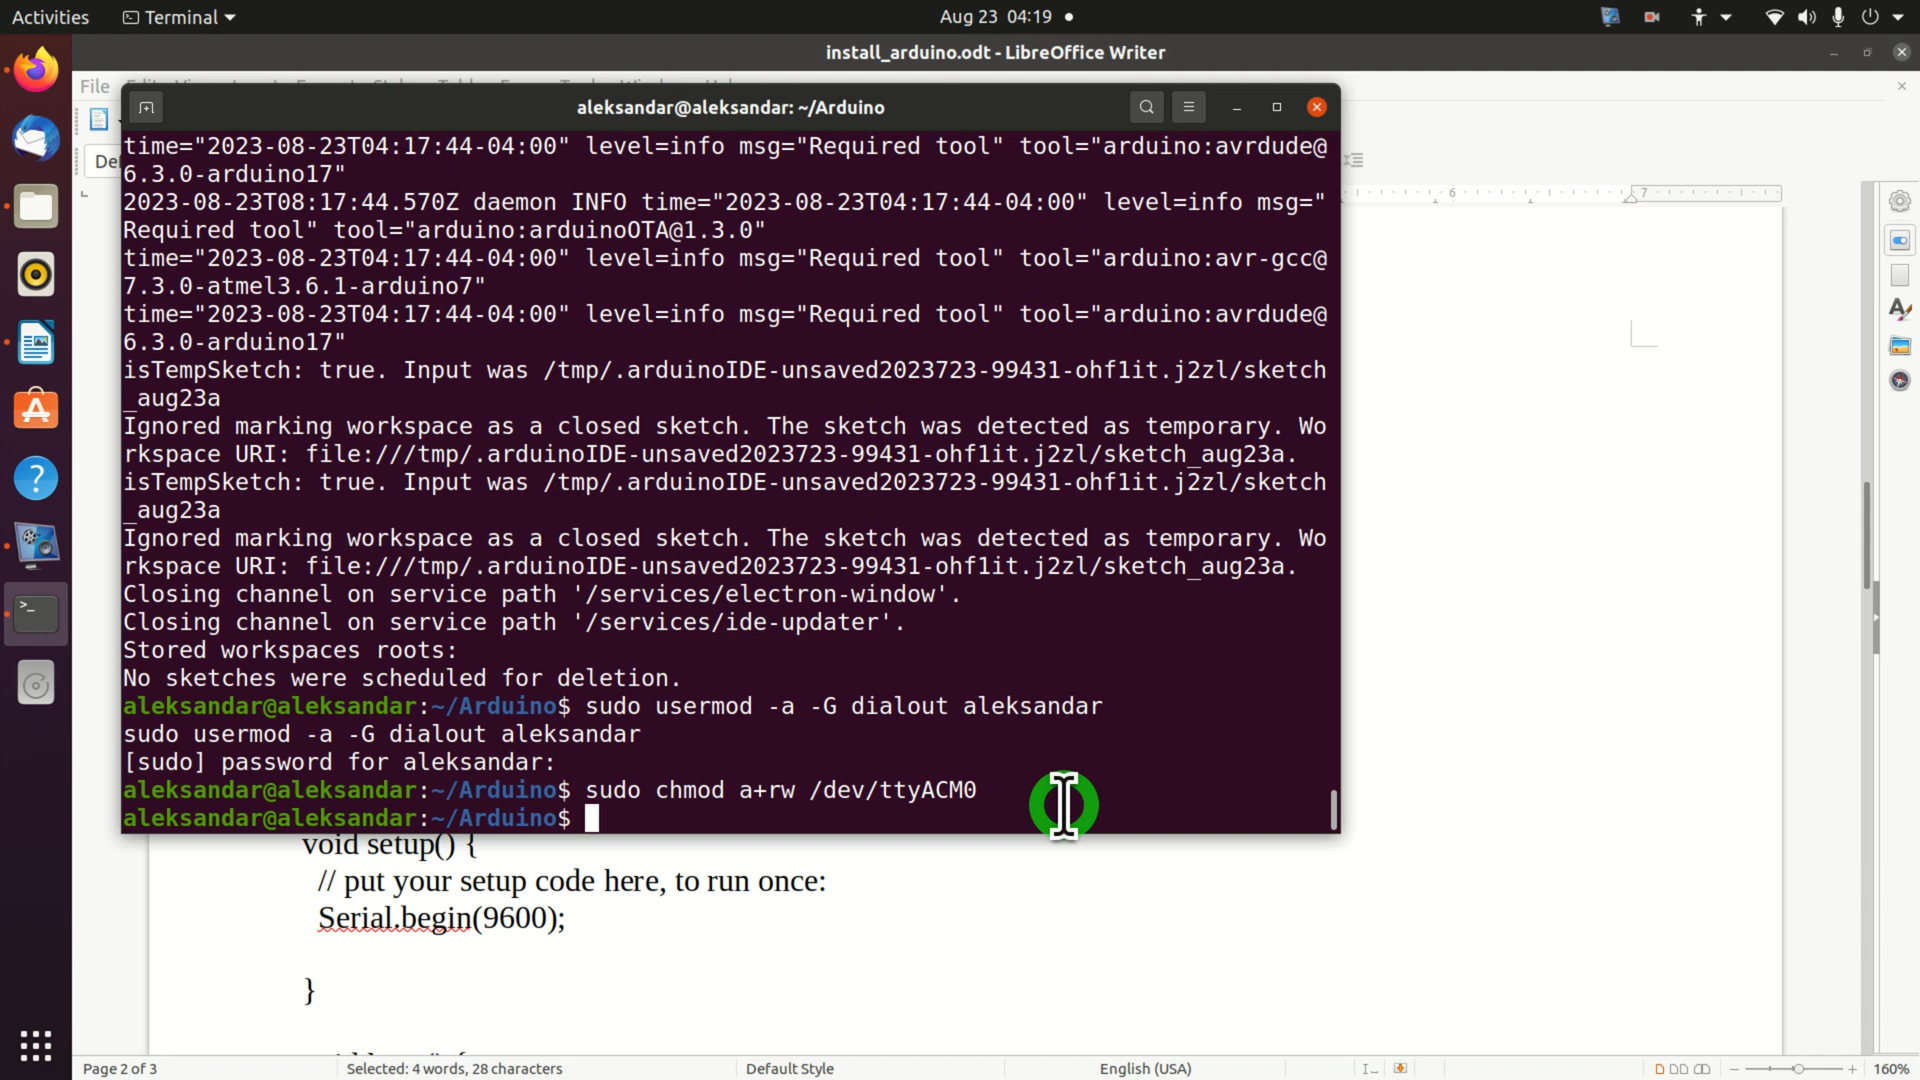 Activities
Terminal
Aug 23 04:19
install_arduino.odt - LibreOffice Writer
File
aleksandar@aleksandar: ~/Arduino
time="2023-08-23T04:17:44-04:00" level=info msg="Required tool" tool="arduino:avrdude@
6.3.0-arduino17"
2023-08-23T08:17:44.570Z daemon INFO time="2023-08-23T04:17:44-04:00" level=info msg="
Required tool" tool="arduino:arduinoOTA@1.3.0"
time="2023-08-23T04:17:44-04:00" level=info msg="Required tool" tool="arduino:avr-gcc@
7.3.0-atmel3.6.1-arduino7"
time="2023-08-23T04:17:44-04:00" level=info msg="Required tool" tool="arduino:avrdude@
6.3.0-arduino17"
isTempSketch: true. Input was /tmp/.arduinoIDE-unsaved2023723-99431-ohf1it.j2zl/sketch
_aug23a
Ignored marking workspace as a closed sketch. The sketch was detected as temporary. Wo
rkspace URI: file:///tmp/.arduinoIDE-unsaved2023723-99431-ohf1it.j2zl/sketch_aug23a.
isTempSketch: true. Input was /tmp/.arduinoIDE-unsaved2023723-99431-ohf1it.j2zl/sketch
_aug23a
Ignored marking workspace as a closed sketch. The sketch was detected as temporary. Wo
rkspace URI: file:///tmp/.arduinoIDE-unsaved2023723-99431-ohf1it.j2zl/sketch_aug23a.
Closing channel on service path '/services/electron-window'.
Closing channel on service path '/services/ide-updater'.
Stored workspaces roots:
No sketches were scheduled for deletion.
aleksandar@aleksandar:~/Arduino$ sudo usermod -a -G dialout aleksandar
sudo usermod -a -G dialout aleksandar
[sudo] password for aleksandar:
aleksandar@aleksandar:~/Arduino$ sudo chmod a+rw /dev/ttyACM0
aleksandar@aleksandar:~/Arduino$
void setup() {
// put your setup code here, to run once:
Serial.begin(9600);
}
Page 2 of 3
Selected: 4 words, 28 characters
Default Style
English (USA)
160%